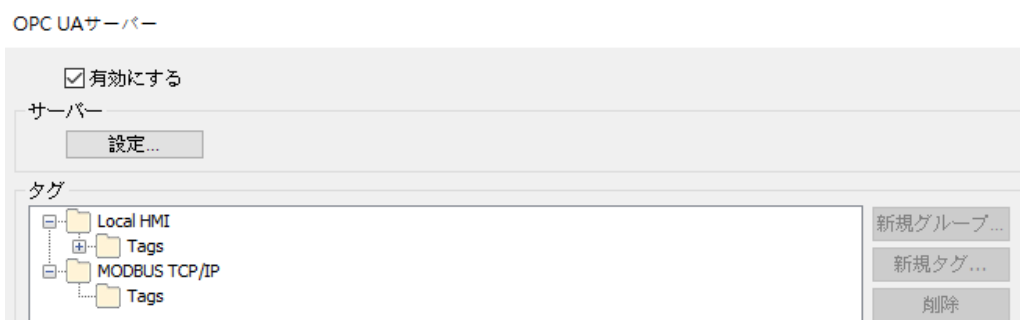 OPC UAサーバー
有効にする
サーバー
設定...
タグ
Local HMI
Tags
MODBUS TCP/IP
Tags
新規グループ...
新規タグ...
削除